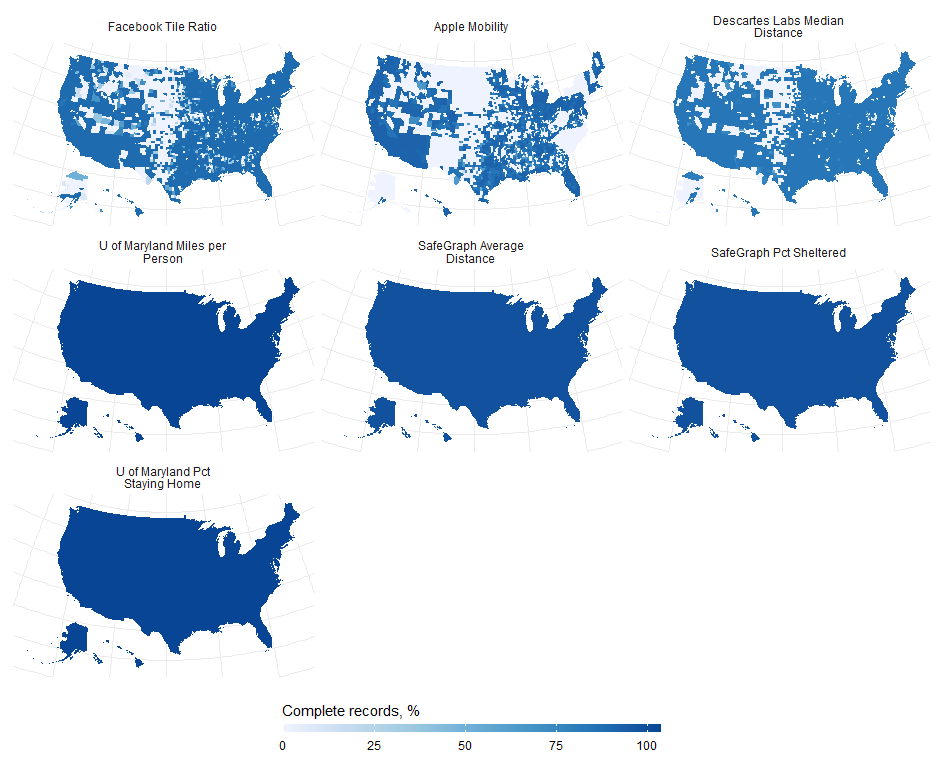 Facebook Tile Ratio
Apple Mobility
Descartes Labs Median
Distance
U of Maryland Miles per
Person
SafeGraph Average
Distance
SafeGraph Pct Sheltered
U of Maryland Pct
Staying Home
Complete records, %
0 25 50 75 100